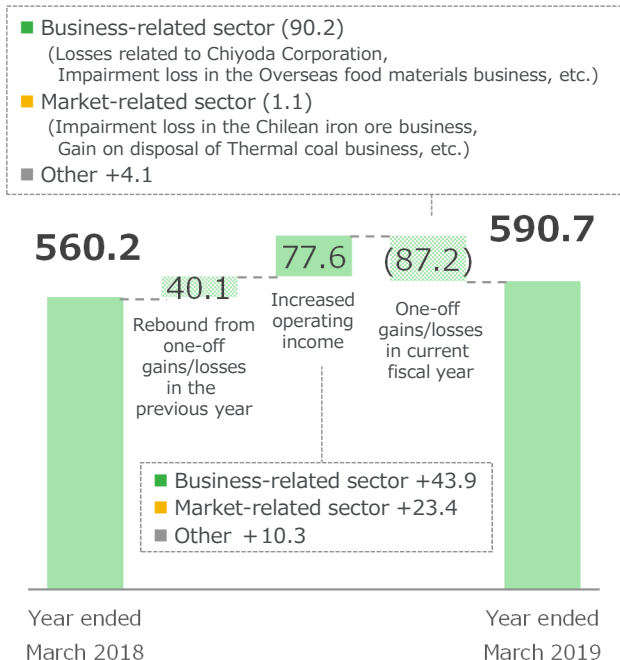 Business-related sector (90.2)
(Losses related to Chiyoda Corporation,
Impairment loss in the Overseas food materials business, etc.)
Market-related sector (1.1)
(Impairment loss in the Chilean iron ore business,
Gain on disposal of Thermal coal business, etc.)
Other +4.1
560.2
40.1
Rebound from
one-off
gains/losses
in the
previous year
77.6
Increased
operating
income
(87.2)
One-off
gains/losses
in current
fiscal year
590.7
Business-related sector +43.9
Market-related sector +23.4
Other +10.3
Year ended
March 2018
Year ended
March 2019